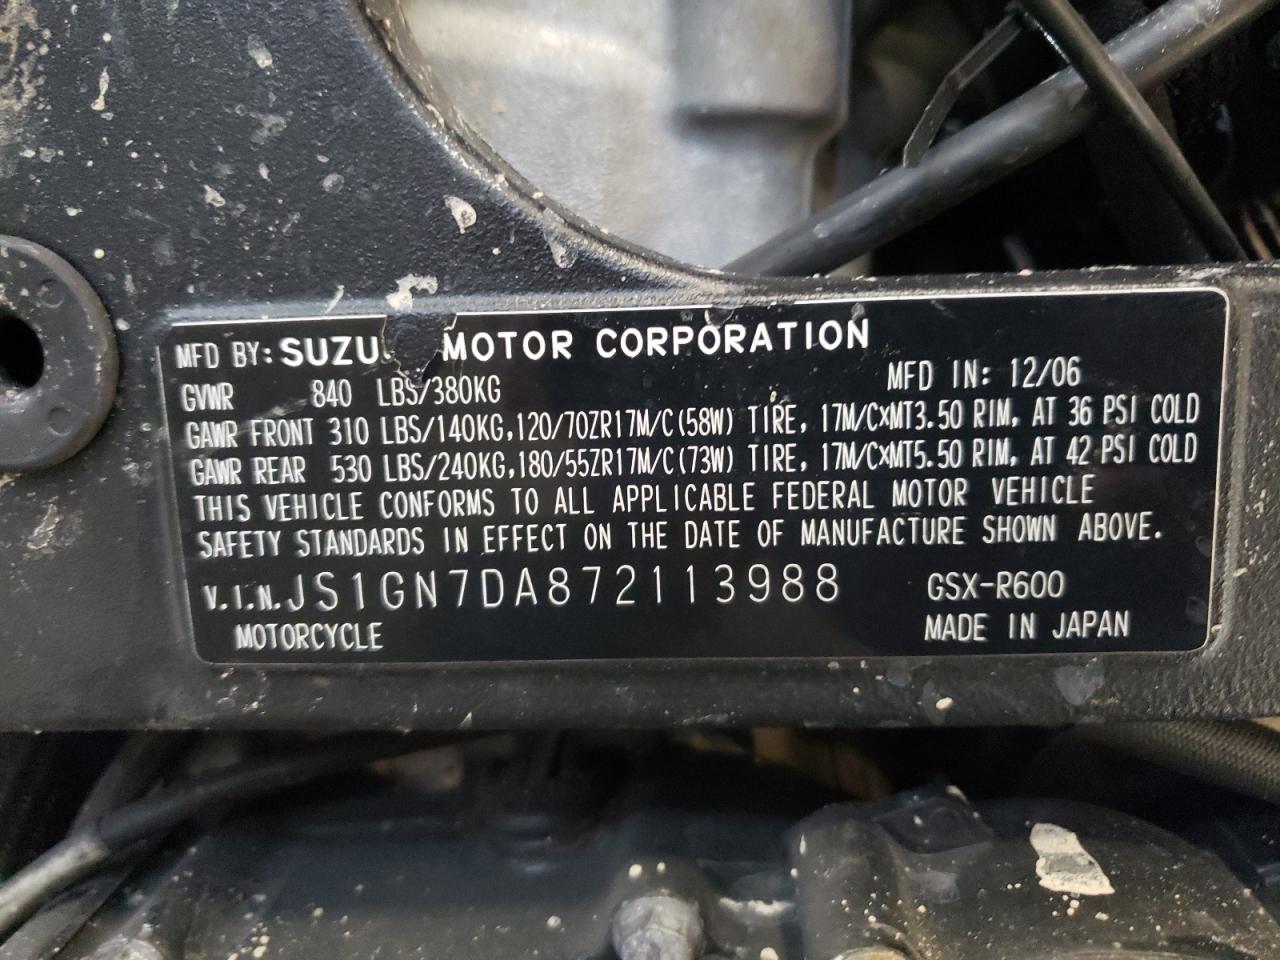 MFD BY: SUZU MOTOR CORPORATION
GVWR 840 LBS/380KG MFD IN: 12/06
GAWR FRONT 310 LBS/140KG,120/70ZR17M/C(58W) TIRE, 17M/CxMT3.50 RIM, AT 36 PSI COLD
GAWR REAR 530 LBS/240KG,180/55ZR17M/C(73W) TIRE, 17M/CxMT5.50 RIM, AT 42 PSI COLD
THIS VEHICLE CONFORMS TO ALL APPLICABLE FEDERAL MOTOR VEHICLE
SAFETY STANDARDS IN EFFECT ON THE DATE OF MANUFACTURE SHOWN ABOVE.
V.I.N. JS1GN7DA872113988 GSX-R600
MOTORCYCLE MADE IN JAPAN